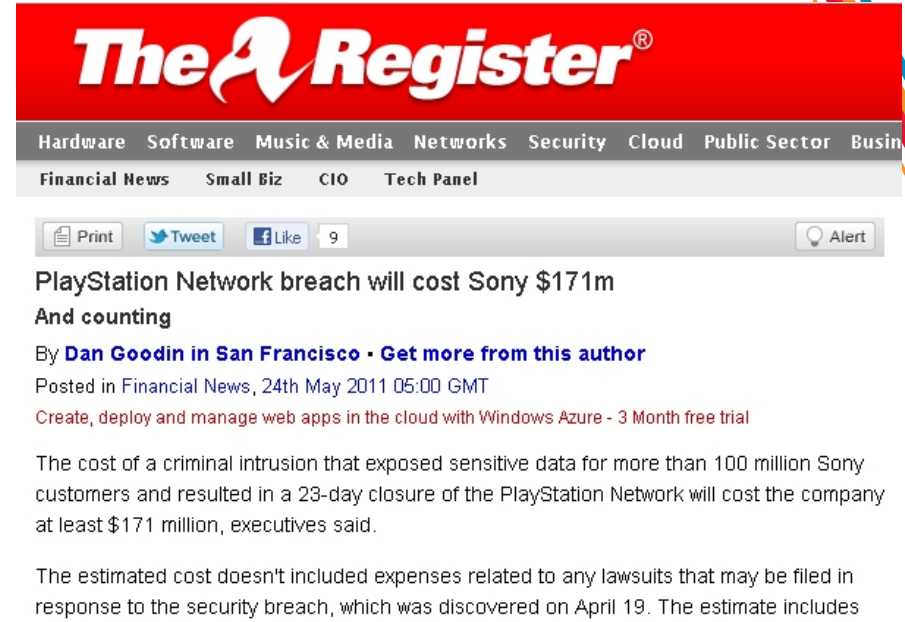 The Register®
Hardware Software Music & Media Networks Security Cloud Public Sector Busin
Financial News Small Biz CIO Tech Panel
Print Tweet Like 9 Alert
PlayStation Network breach will cost Sony $171m
And counting
By Dan Goodin in San Francisco • Get more from this author
Posted in Financial News, 24th May 2011 05:00 GMT
Create, deploy and manage web apps in the cloud with Windows Azure - 3 Month free trial
The cost of a criminal intrusion that exposed sensitive data for more than 100 million Sony
customers and resulted in a 23-day closure of the PlayStation Network will cost the company
at least $171 million, executives said.
The estimated cost doesn't included expenses related to any lawsuits that may be filed in
response to the security breach, which was discovered on April 19. The estimate includes